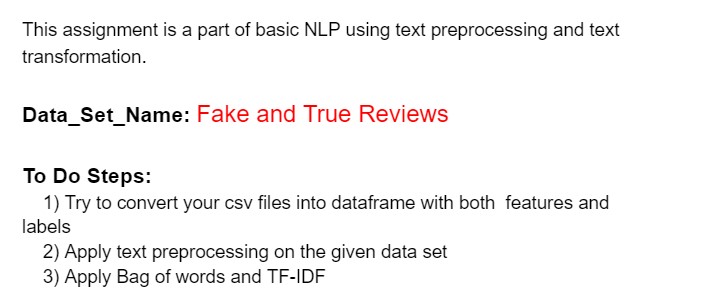 This assignment is a part of basic NLP using text preprocessing and text
transformation.
Data_Set_Name: Fake and True Reviews
To Do Steps:
1) Try to convert your csv files into dataframe with both  features and
labels
2) Apply text preprocessing on the given data set
3) Apply Bag of words and TF-IDF